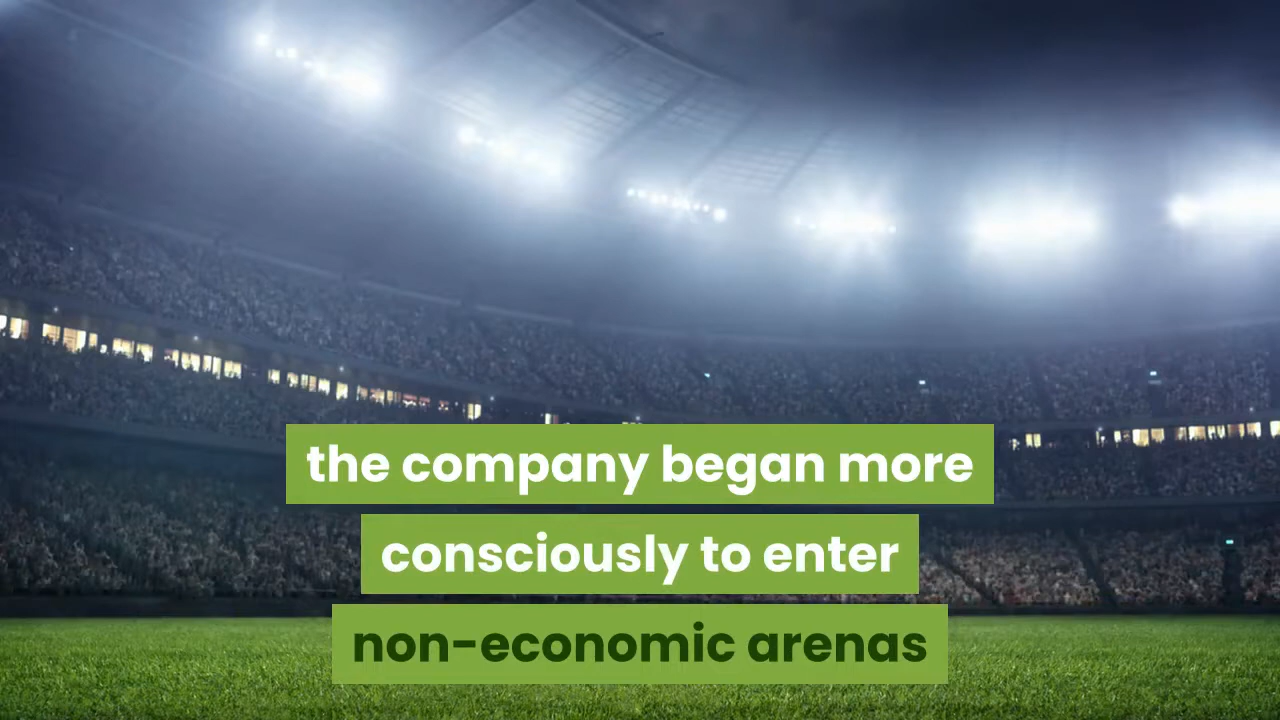 the company began more
consciously to enter
non-economic arenas